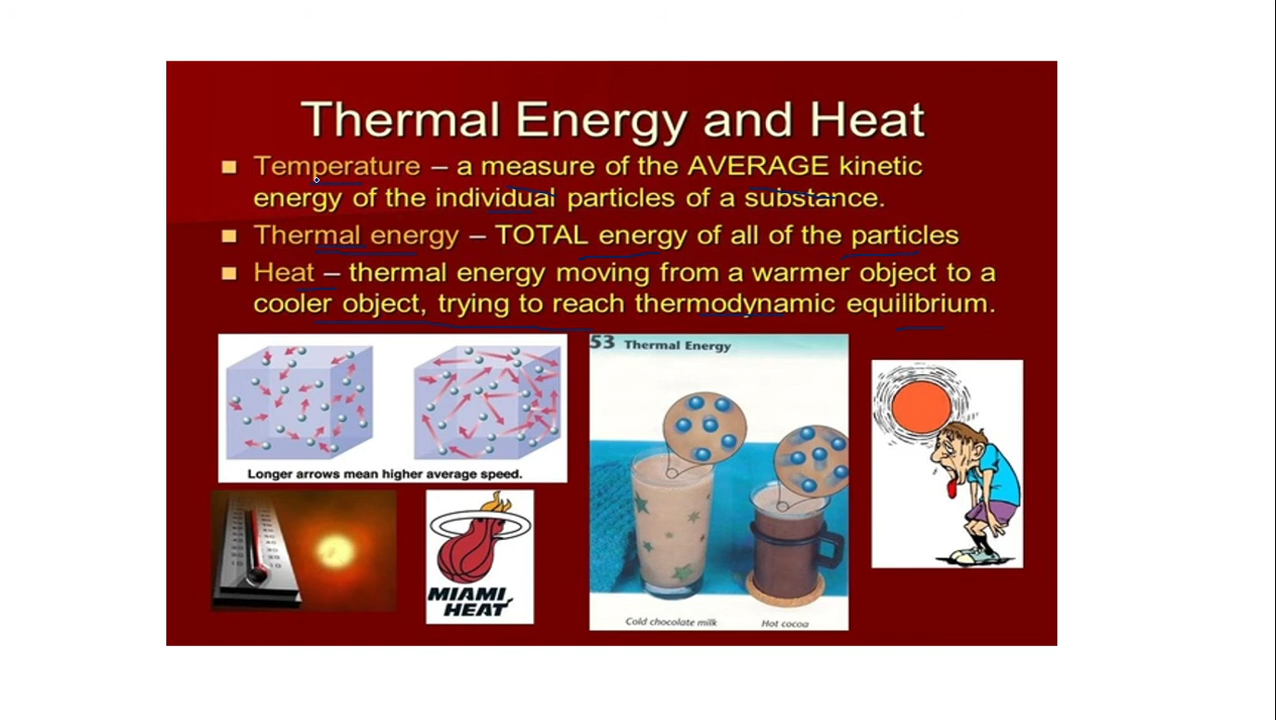 Thermal Energy and Heat
Temperature – a measure of the AVERAGE kinetic
energy of the individual particles of a substance.
Thermal energy – TOTAL energy of all of the particles
Heat – thermal energy moving from a warmer object to a
cooler object, trying to reach thermodynamic equilibrium.
Longer arrows mean higher average speed.
MIAMI
HEAT
53 Thermal Energy
Cold chocolate milk
Hot cocoa